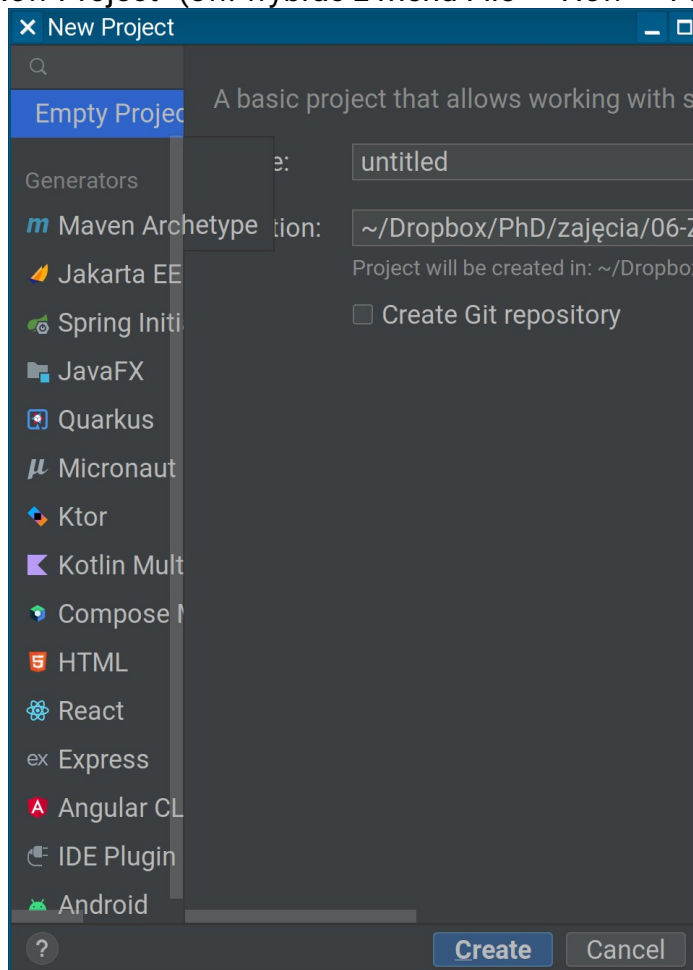 New Project
Empty Projec
A basic project that allows working with s
e:
untitled
Generators
Maven Archetype
tion:
~/Dropbox/PhD/zajęcia/06-Z
Jakarta EE
Project will be created in: ~/Dropbo
Spring Initi
Create Git repository
JavaFX
Quarkus
μ Micronaut
Ktor
Kotlin Mult
Compose M
HTML
React
ex Express
Angular CL
IDE Plugin
Android
?
Create
Cancel